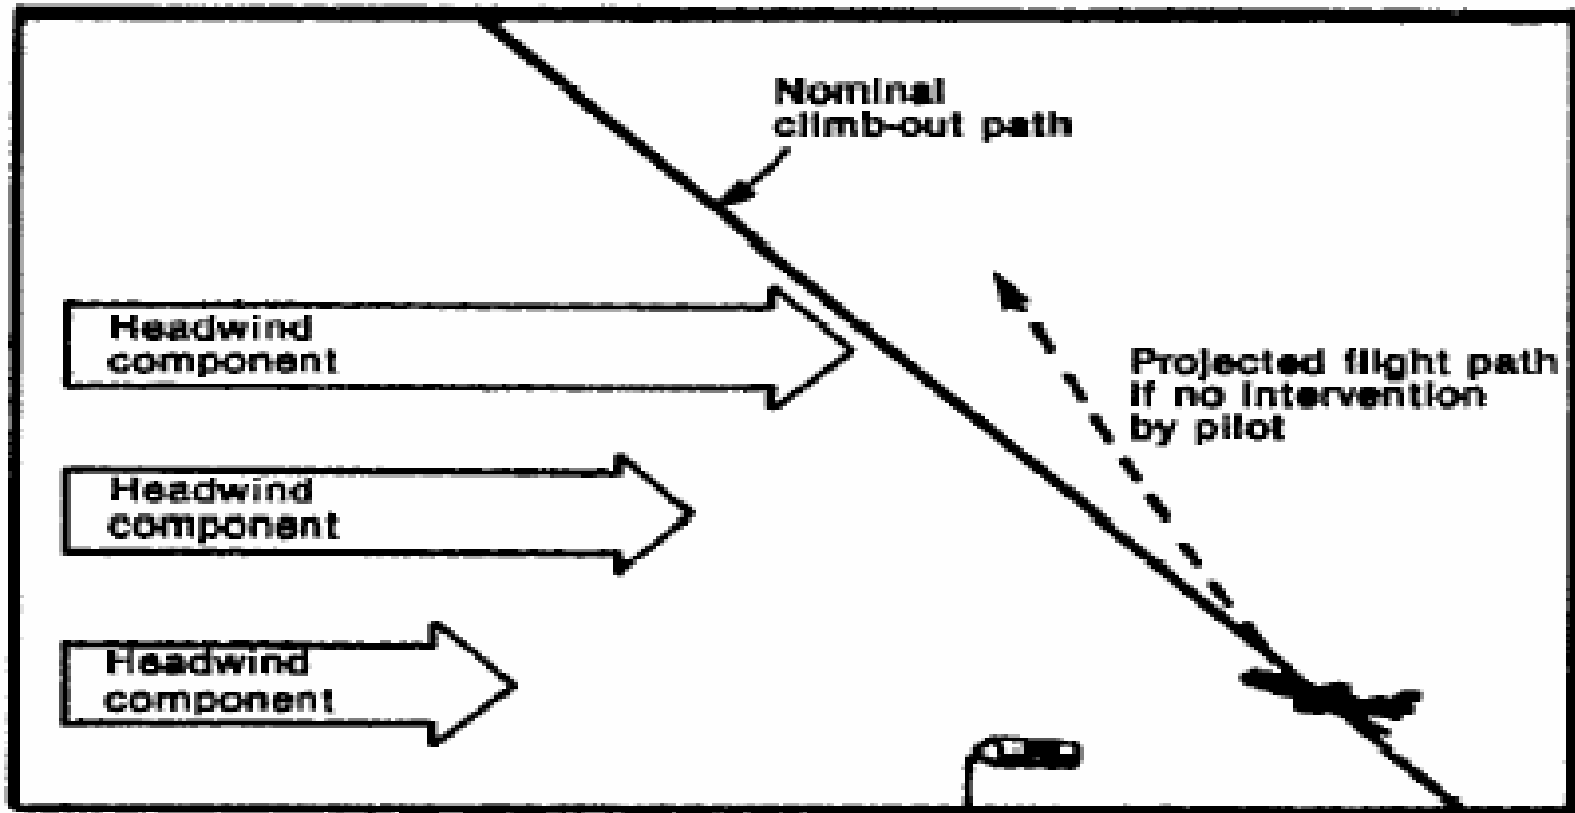 Nominal
climb-out path
Headwind
component
Projected flight path
if no intervention
by pilot
Headwind
component
Headwind
component